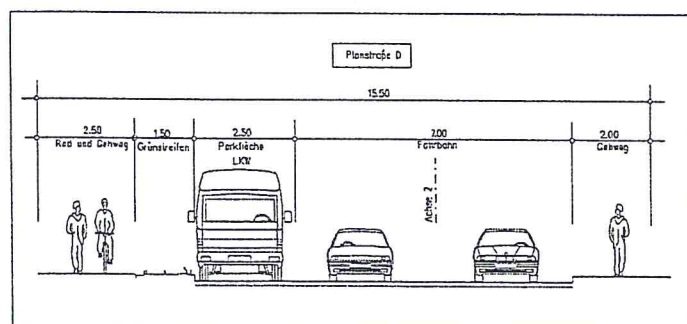 Planstraße D
15.50
2.50 1.50 2.50 7.00 2.00
Rad und Gehweg Grünstreifen Parkfläche Fahrbahn Gehweg
LKW
Achse 2